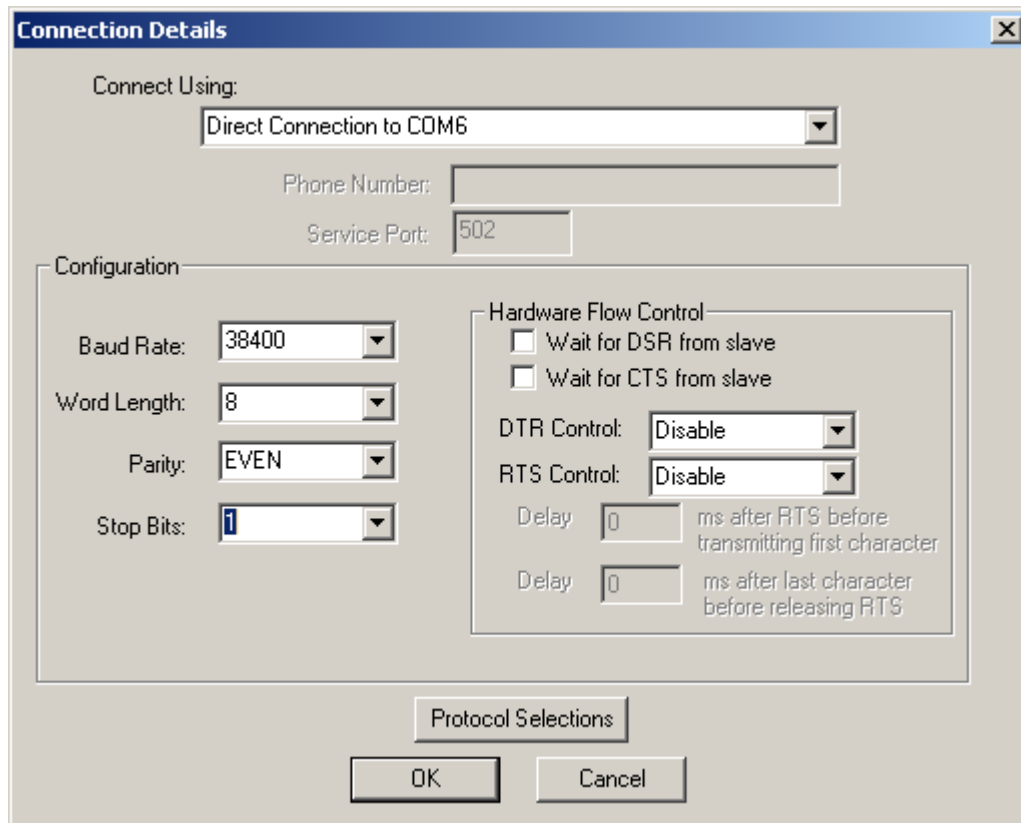 Connection Details
Connect Using:
Direct Connection to COM6
Phone Number:
Service Port: 502
Configuration
Baud Rate: 38400
Word Length: 8
Parity: EVEN
Stop Bits: 1
Hardware Flow Control
Wait for DSR from slave
Wait for CTS from slave
DTR Control: Disable
RTS Control: Disable
Delay 0 ms after RTS before
transmitting first character
Delay 0 ms after last character
before releasing RTS
Protocol Selections
OK Cancel